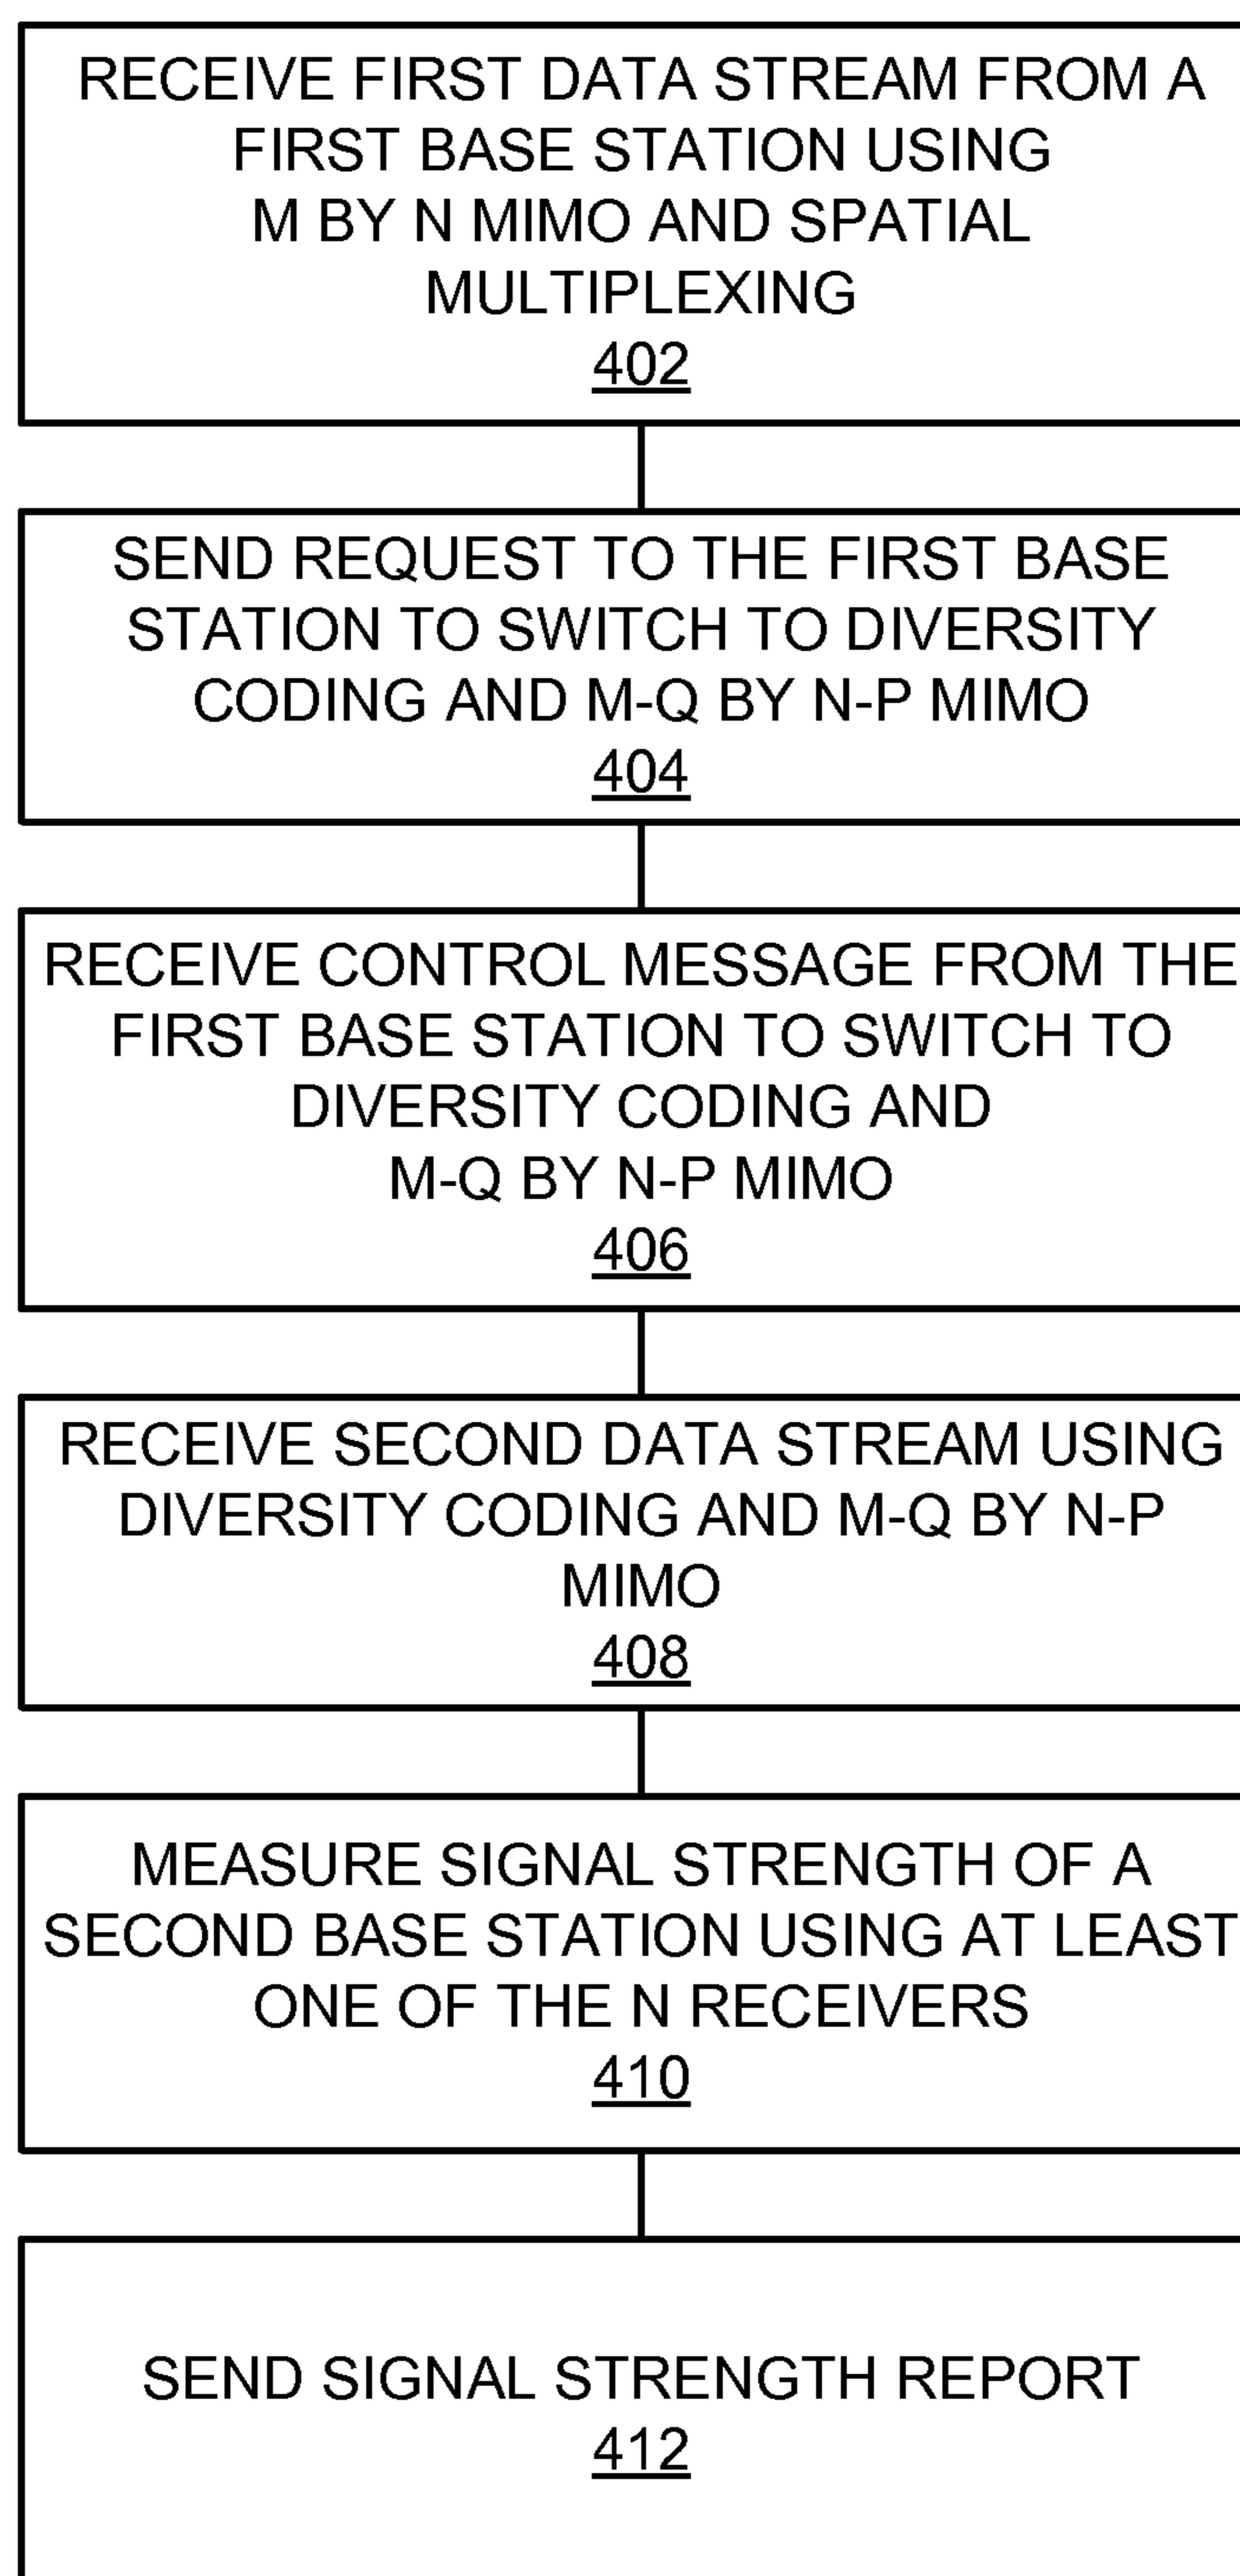 RECEIVE FIRST DATA STREAM FROM A
FIRST BASE STATION USING
M BY N MIMO AND SPATIAL
MULTIPLEXING
402
SEND REQUEST TO THE FIRST BASE
STATION TO SWITCH TO DIVERSITY
CODING AND M-Q BY N-P MIMO
404
RECEIVE CONTROL MESSAGE FROM THE
FIRST BASE STATION TO SWITCH TO
DIVERSITY CODING AND
M-Q BY N-P MIMO
406
RECEIVE SECOND DATA STREAM USING
DIVERSITY CODING AND M-Q BY N-P
MIMO
408
MEASURE SIGNAL STRENGTH OF A
SECOND BASE STATION USING AT LEAST
ONE OF THE N RECEIVERS
410
SEND SIGNAL STRENGTH REPORT
412